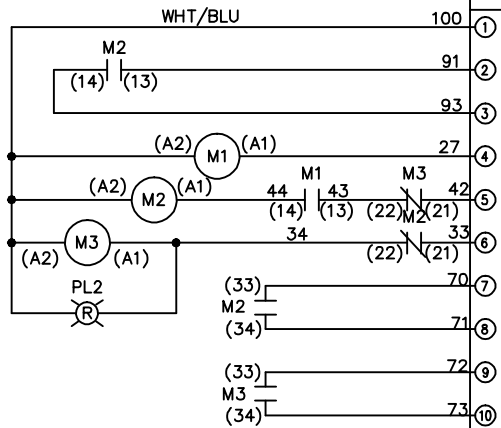 WHT/BLU 100 1
M2 91 2
(14) (13)
93 3
(A2) M1 (A1) 27 4
(A2) M2 (A1) 44 M1 43 M3 42 5
(14) (13) (22) (21)
(A2) M3 (A1) 34 M2 33 6
(22) (21)
PL2
R
(33) 70 7
M2
(34) 71 8
(33) 72 9
M3
(34) 73 10